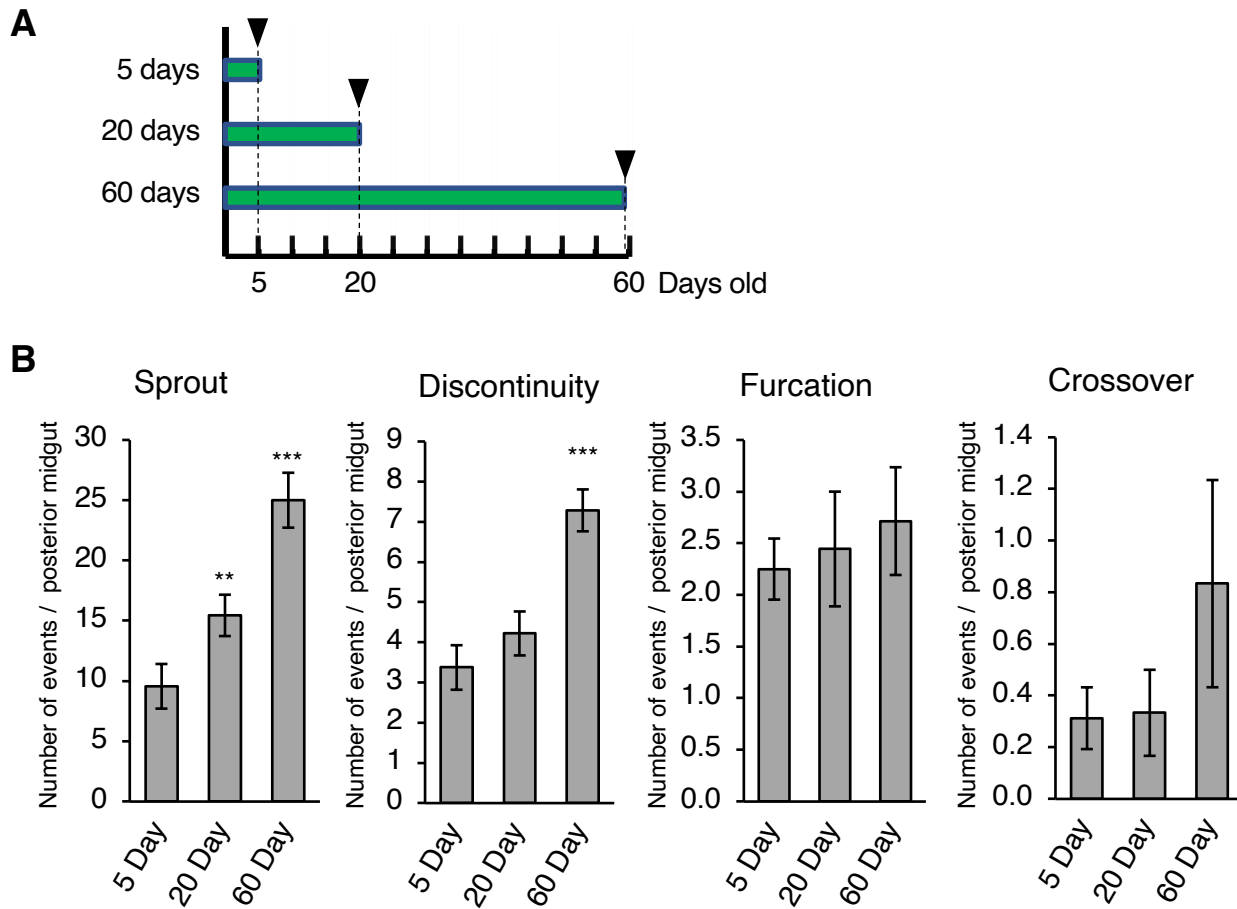 A
5 days
20 days
60 days
5 20 60 Days old
B
Sprout
Number of events / posterior midgut
30
25
20
15
10
5
0
**
***
5 Day
20 Day
60 Day
Discontinuity
Number of events / posterior midgut
9
8
7
6
5
4
3
2
1
0
***
5 Day
20 Day
60 Day
Furcation
Number of events / posterior midgut
3.5
3.0
2.5
2.0
1.5
1.0
0.5
0.0
5 Day
20 Day
60 Day
Crossover
Number of events / posterior midgut
1.4
1.2
1.0
0.8
0.6
0.4
0.2
0.0
5 Day
20 Day
60 Day